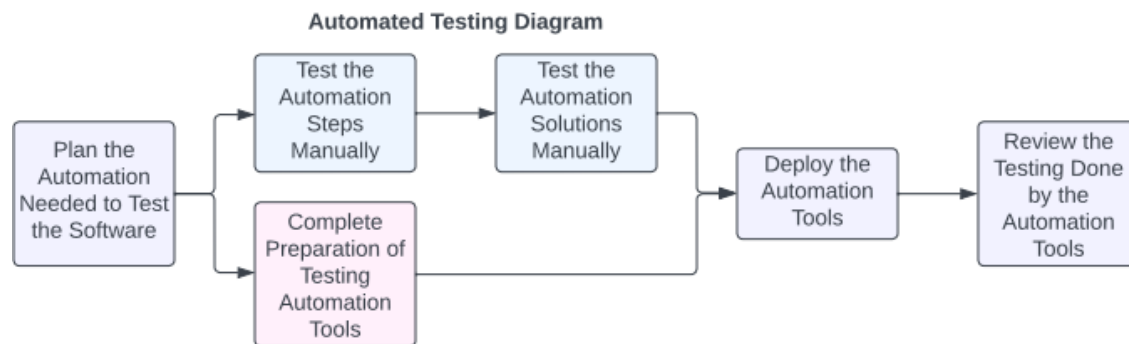 Automated Testing Diagram
Plan the
Automation
Needed to Test
the Software
Test the
Automation
Steps
Manually
Test the
Automation
Solutions
Manually
Complete
Preparation of
Testing
Automation
Tools
Deploy the
Automation
Tools
Review the
Testing Done
by the
Automation
Tools